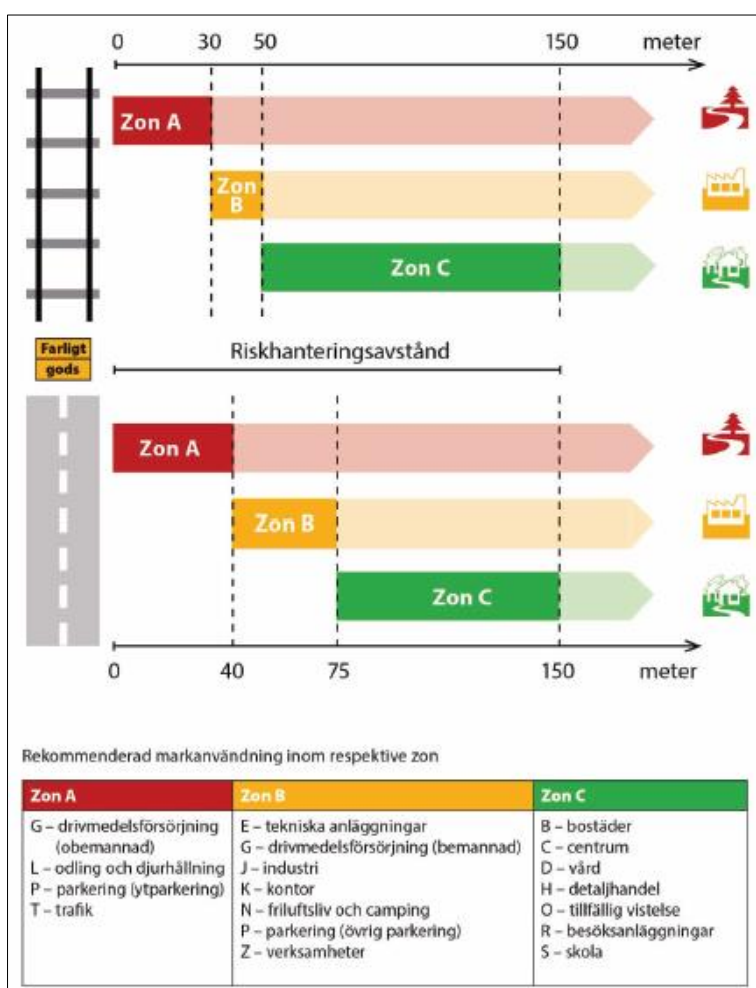 0 30 50 150 meter
Zon A
Zon
B
Zon C
Farligt
gods
Riskhanteringsavstånd
Zon A
Zon B
Zon C
0 40 75 150 meter
Rekommenderad markanvändning inom respektive zon
Zon A
G – drivmedelsförsörjning
(obemannad)
L – odling och djurhållning
P – parkering (ytparkering)
T – trafik
Zon B
E – tekniska anläggningar
G – drivmedelsförsörjning (bemannad)
J – industri
K – kontor
N – friluftsliv och camping
P – parkering (övrig parkering)
Z – verksamheter
Zon C
B – bostäder
C – centrum
D – vård
H – detaljhandel
O – tillfällig vistelse
R – besöksanläggningar
S – skola